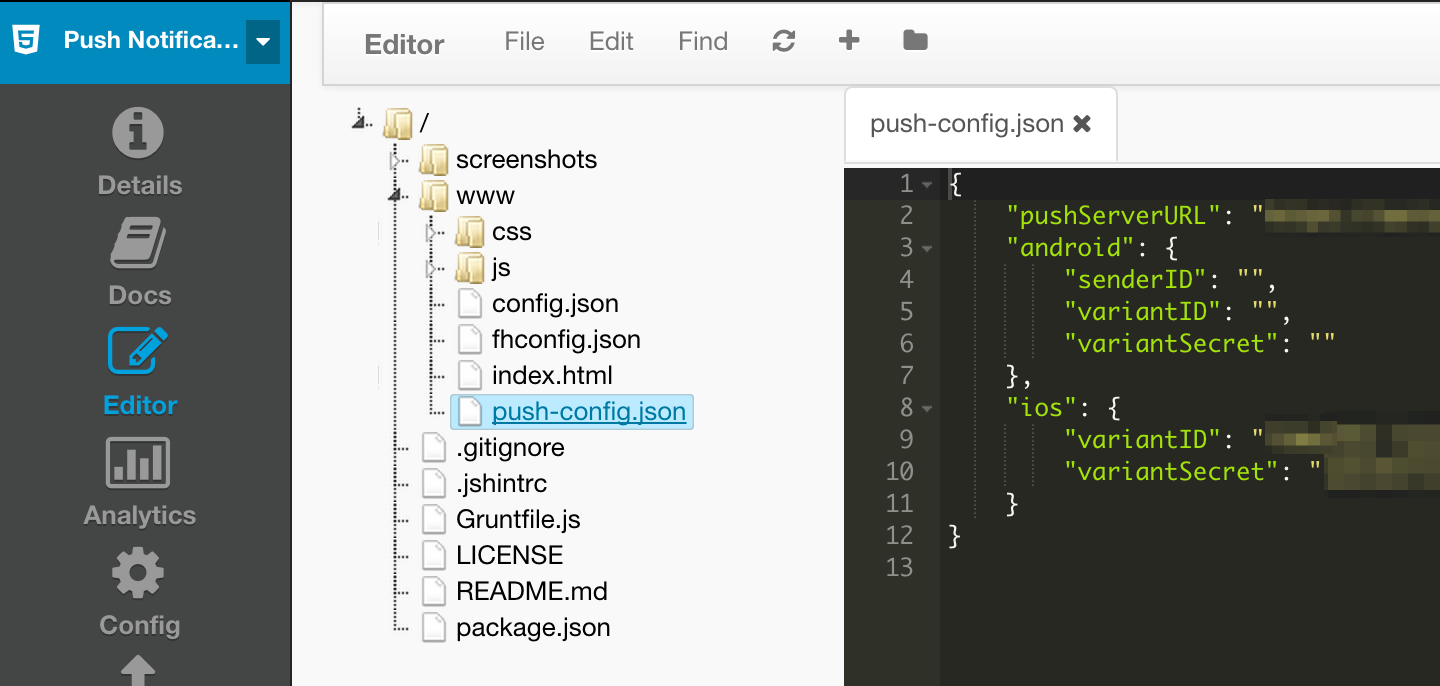 Push Notifica...
Details
Docs
Editor
Analytics
Config
Editor File Edit Find
/
screenshots
www
css
js
config.json
fhconfig.json
index.html
push-config.json
.gitignore
.jshintrc
Gruntfile.js
LICENSE
README.md
package.json
push-config.json
1 {
2 "pushServerURL": "
3 "android": {
4 "senderID": "",
5 "variantID": "",
6 "variantSecret": ""
7 },
8 "ios": {
9 "variantID": "
10 "variantSecret": "
11 }
12 }
13